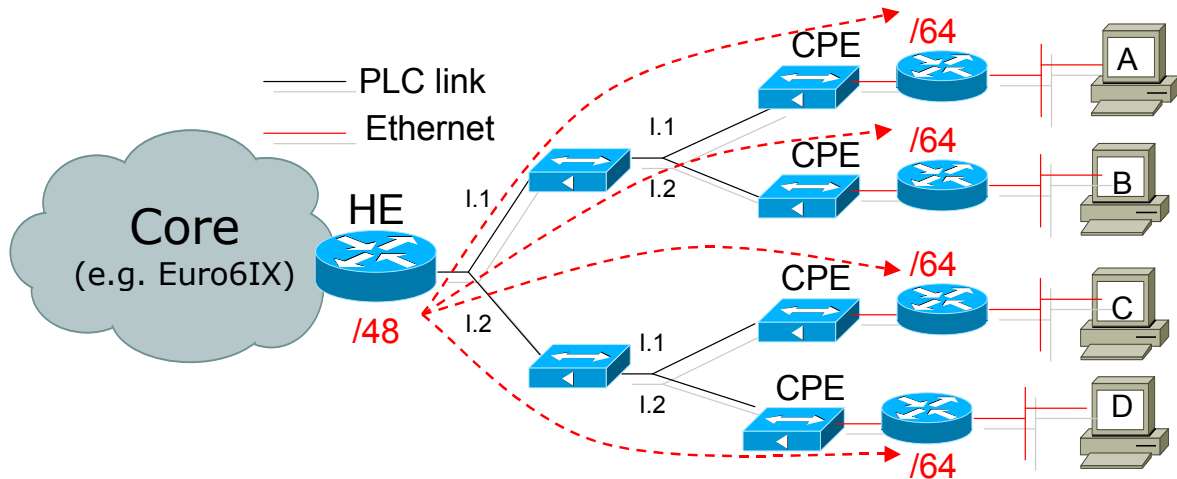 /64
CPE
A
PLC link
Ethernet
I.1
I.2
/64
CPE
B
I.1
HE
Core
(e.g. Euro6IX)
/48
I.2
/64
CPE
C
I.1
I.2
CPE
D
/64